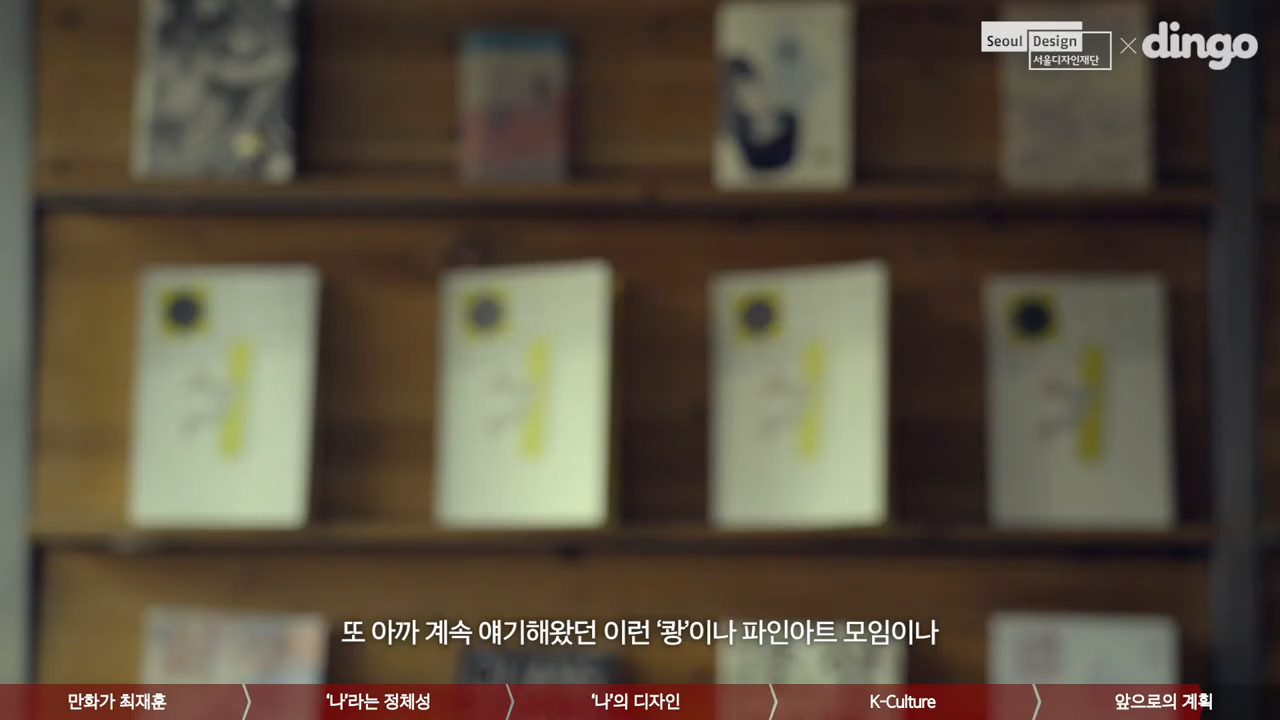 Seoul Design
서울디자인재단
× dingo
또 아까 계속 얘기해왔던 이런 ‘쾅’이나 파인아트 모임이나
만화가 최재훈
‘나’라는 정체성
‘나’의 디자인
K-Culture
앞으로의 계획